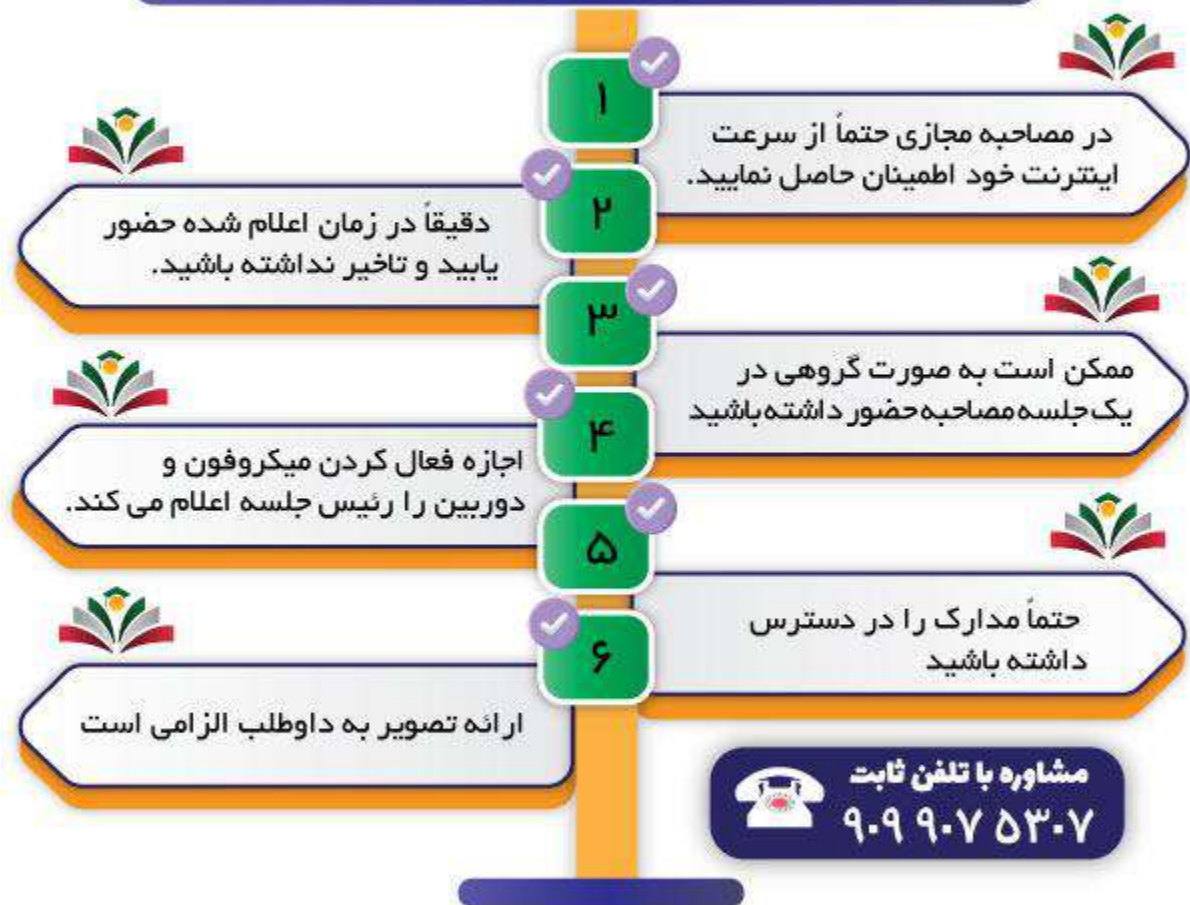 ۱
در مصاحبه مجازی حتماً از سرعت
اینترنت خود اطمینان حاصل نمایید.
۲
دقیقاً در زمان اعلام شده حضور
یابید و تاخیر نداشته باشید.
۳
ممکن است به صورت گروهی در
یک جلسه مصاحبه حضور داشته باشید
۴
اجازه فعال کردن میکروفون و
دوربین را رئیس جلسه اعلام می کند.
۵
حتماً مدارک را در دسترس
داشته باشید
۶
ارائه تصویر به داوطلب الزامی است
مشاوره با تلفن ثابت
۹۰۹ ۹۰۷ ۵۳۰۷